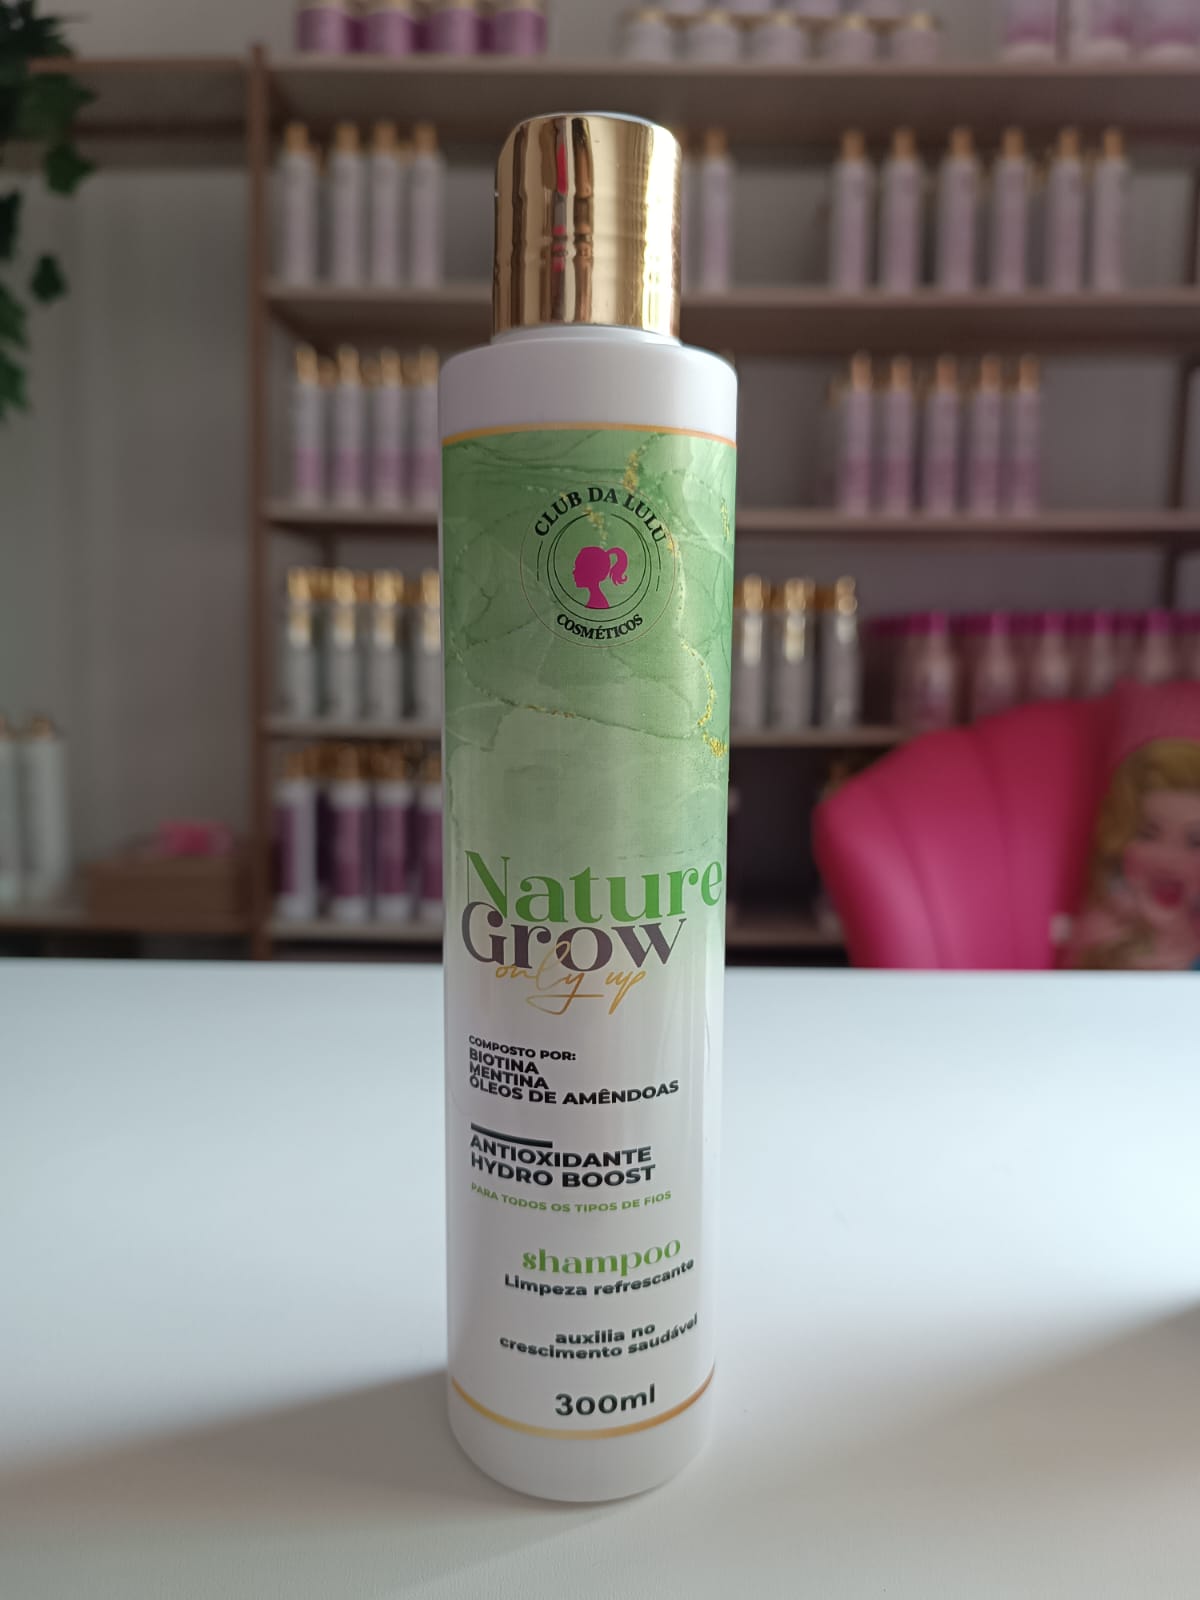 CLUB DA LULU
COSMÉTICOS
Nature
Grow
only up
COMPOSTO POR:
BIOTINA
MENTINA
ÓLEOS DE AMÊNDOAS
ANTIOXIDANTE
HYDRO BOOST
PARA TODOS OS TIPOS DE FIOS
shampoo
Limpeza refrescante
auxilia no
crescimento saudável
300ml